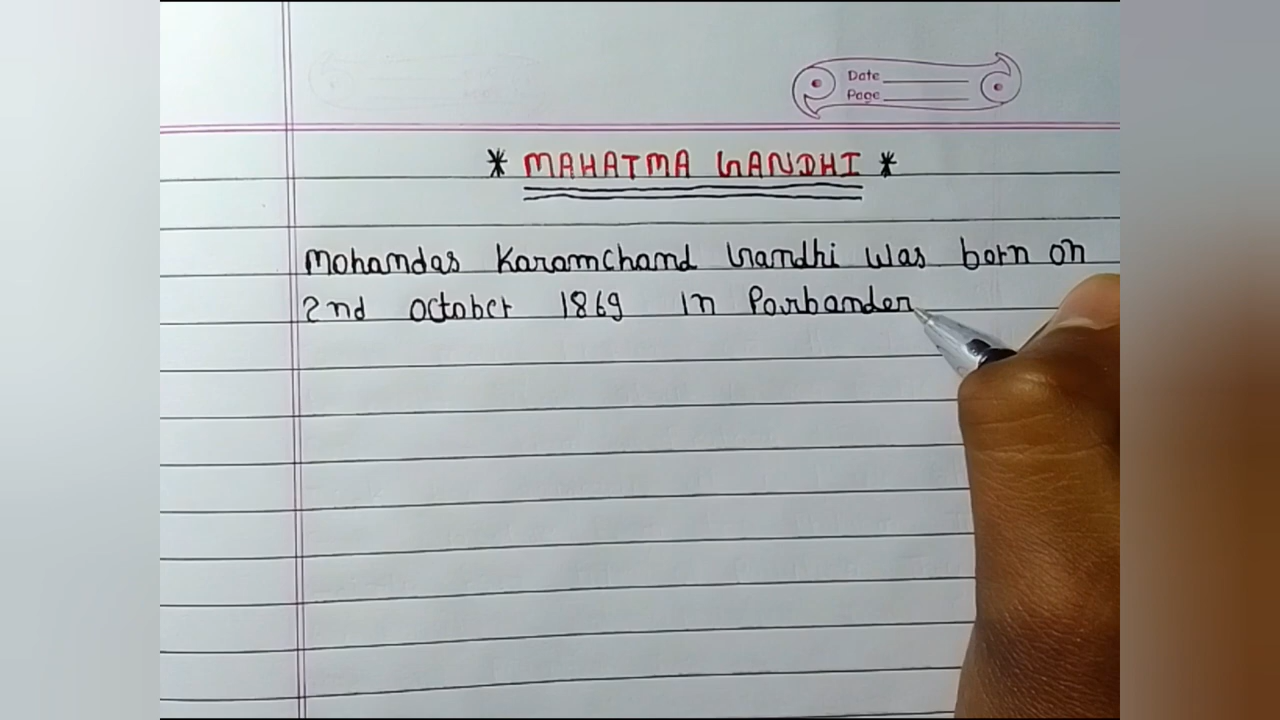 Date
Page
* MAHATMA GANDHI *
Mohandas Karamchand Gandhi was born on
2nd october 1869 in Porbander